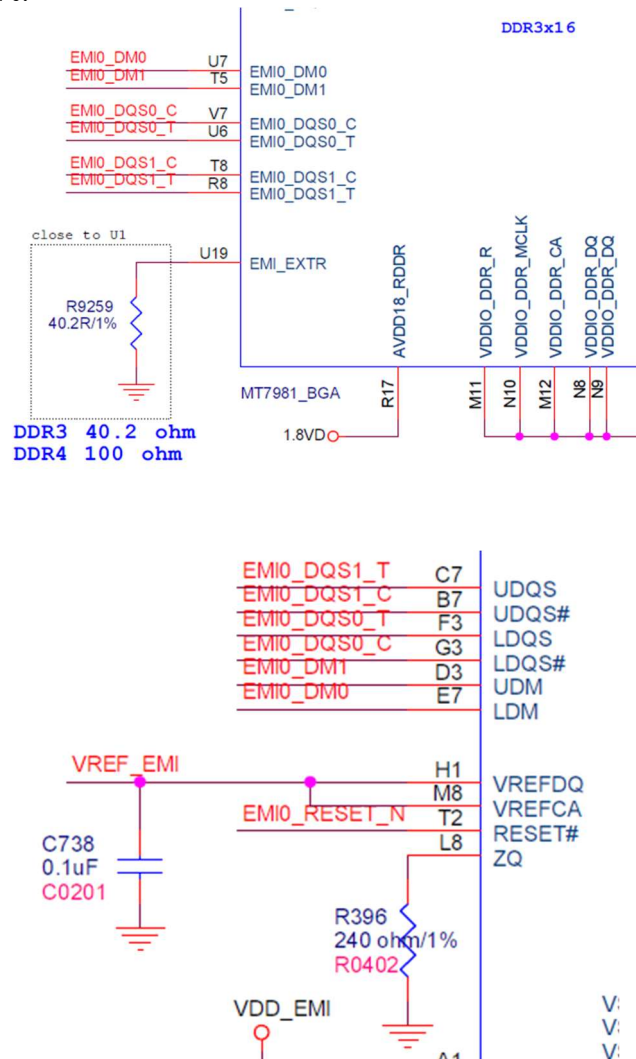 DDR3x16
EMI0_DM0 U7 EMI0_DM0
EMI0_DM1 T5 EMI0_DM1
EMI0_DQS0_C V7 EMI0_DQS0_C
EMI0_DQS0_T U6 EMI0_DQS0_T
EMI0_DQS1_C T8 EMI0_DQS1_C
EMI0_DQS1_T R8 EMI0_DQS1_T
close to U1
U19 EMI_EXTR
R9259
40.2R/1%
AVDD18_RDDR
VDDIO_DDR_R
VDDIO_DDR_MCLK
VDDIO_DDR_CA
VDDIO_DDR_DQ
VDDIO_DDR_DQ
MT7981_BGA
R17
M11
N10
M12
N8
N9
DDR3 40.2 ohm
DDR4 100 ohm
1.8VD
EMI0_DQS1_T C7 UDQS
EMI0_DQS1_C B7 UDQS#
EMI0_DQS0_T F3 LDQS
EMI0_DQS0_C G3 LDQS#
EMI0_DM1 D3 UDM
EMI0_DM0 E7 LDM
VREF_EMI H1 VREFDQ
M8 VREFCA
EMI0_RESET_N T2 RESET#
L8 ZQ
C738
0.1uF
C0201
R396
240 ohm/1%
R0402
VDD_EMI
A1